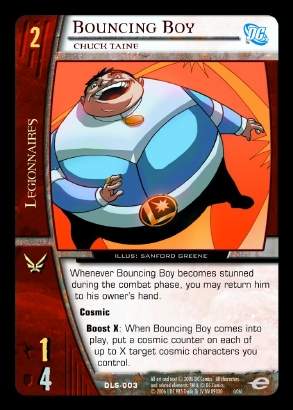 2
BOUNCING BOY
CHUCK TAINE
DC
LEGIONNAIRES
ILLUS: SANFORD GREENE
Whenever Bouncing Boy becomes stunned
during the combat phase, you may return him
to his owner's hand.
Cosmic
Boost X: When Bouncing Boy comes into
play, put a cosmic counter on each of
up to X target cosmic characters you
control.
1
4
DLS-003